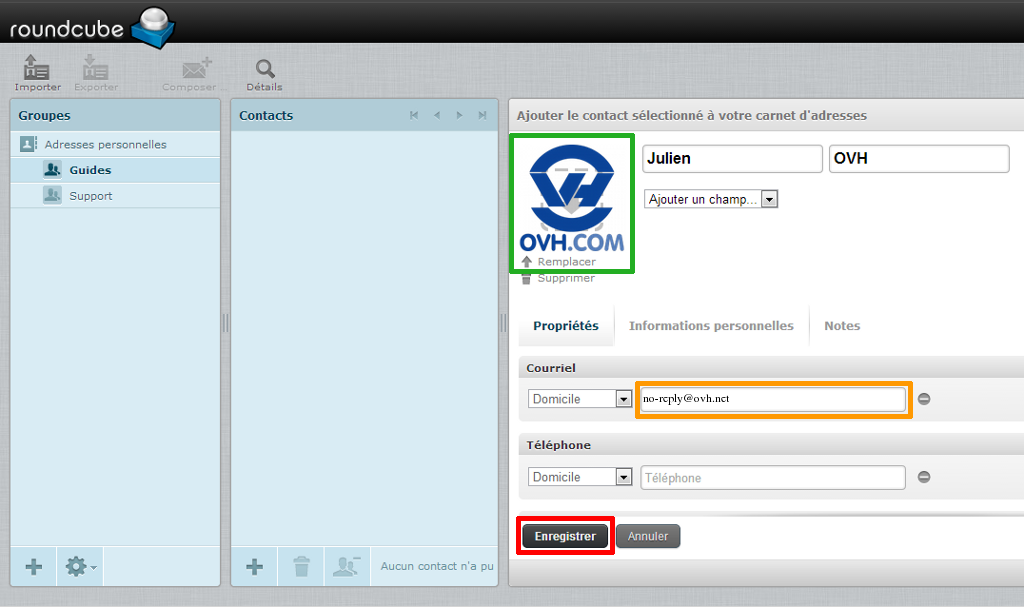 roundcube
Importer Exporter Composer Détails
Groupes
Adresses personnelles
Guides
Support
Contacts
Aucun contact n'a pu
Ajouter le contact sélectionné à votre carnet d'adresses
OVH.COM
Remplacer
Supprimer
Julien OVH
Ajouter un champ...
Propriétés Informations personnelles Notes
Courriel
Domicile no-reply@ovh.net
Téléphone
Domicile Téléphone
Enregistrer Annuler